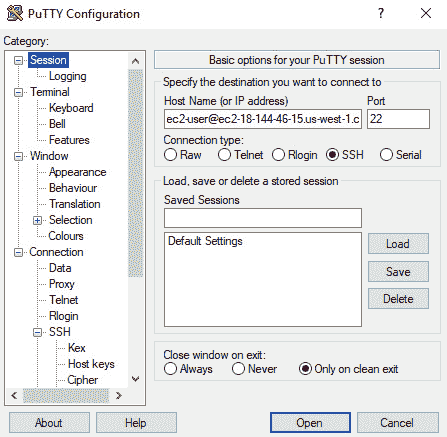 PuTTY Configuration
?
Category:
Session
Logging
Terminal
Keyboard
Bell
Features
Window
Appearance
Behaviour
Translation
Selection
Colours
Connection
Data
Proxy
Telnet
Rlogin
SSH
Kex
Host keys
Cipher
Basic options for your PuTTY session
Specify the destination you want to connect to
Host Name (or IP address) Port
ec2-user@ec2-18-144-46-15.us-west-1.c 22
Connection type:
Raw Telnet Rlogin SSH Serial
Load, save or delete a stored session
Saved Sessions
Default Settings
Load
Save
Delete
Close window on exit:
Always Never Only on clean exit
About Help Open Cancel